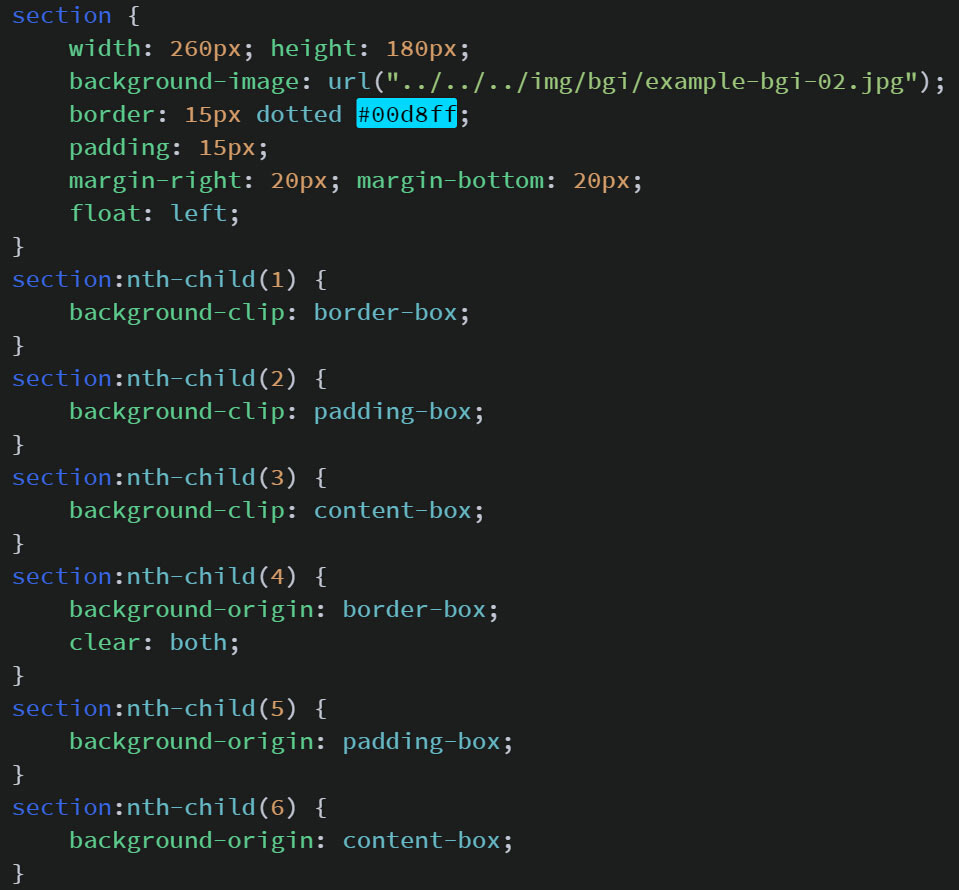 section {
    width: 260px; height: 180px;
    background-image: url("../../../img/bgi/example-bgi-02.jpg");
    border: 15px dotted #00d8ff;
    padding: 15px;
    margin-right: 20px; margin-bottom: 20px;
    float: left;
}
section:nth-child(1) {
    background-clip: border-box;
}
section:nth-child(2) {
    background-clip: padding-box;
}
section:nth-child(3) {
    background-clip: content-box;
}
section:nth-child(4) {
    background-origin: border-box;
    clear: both;
}
section:nth-child(5) {
    background-origin: padding-box;
}
section:nth-child(6) {
    background-origin: content-box;
}